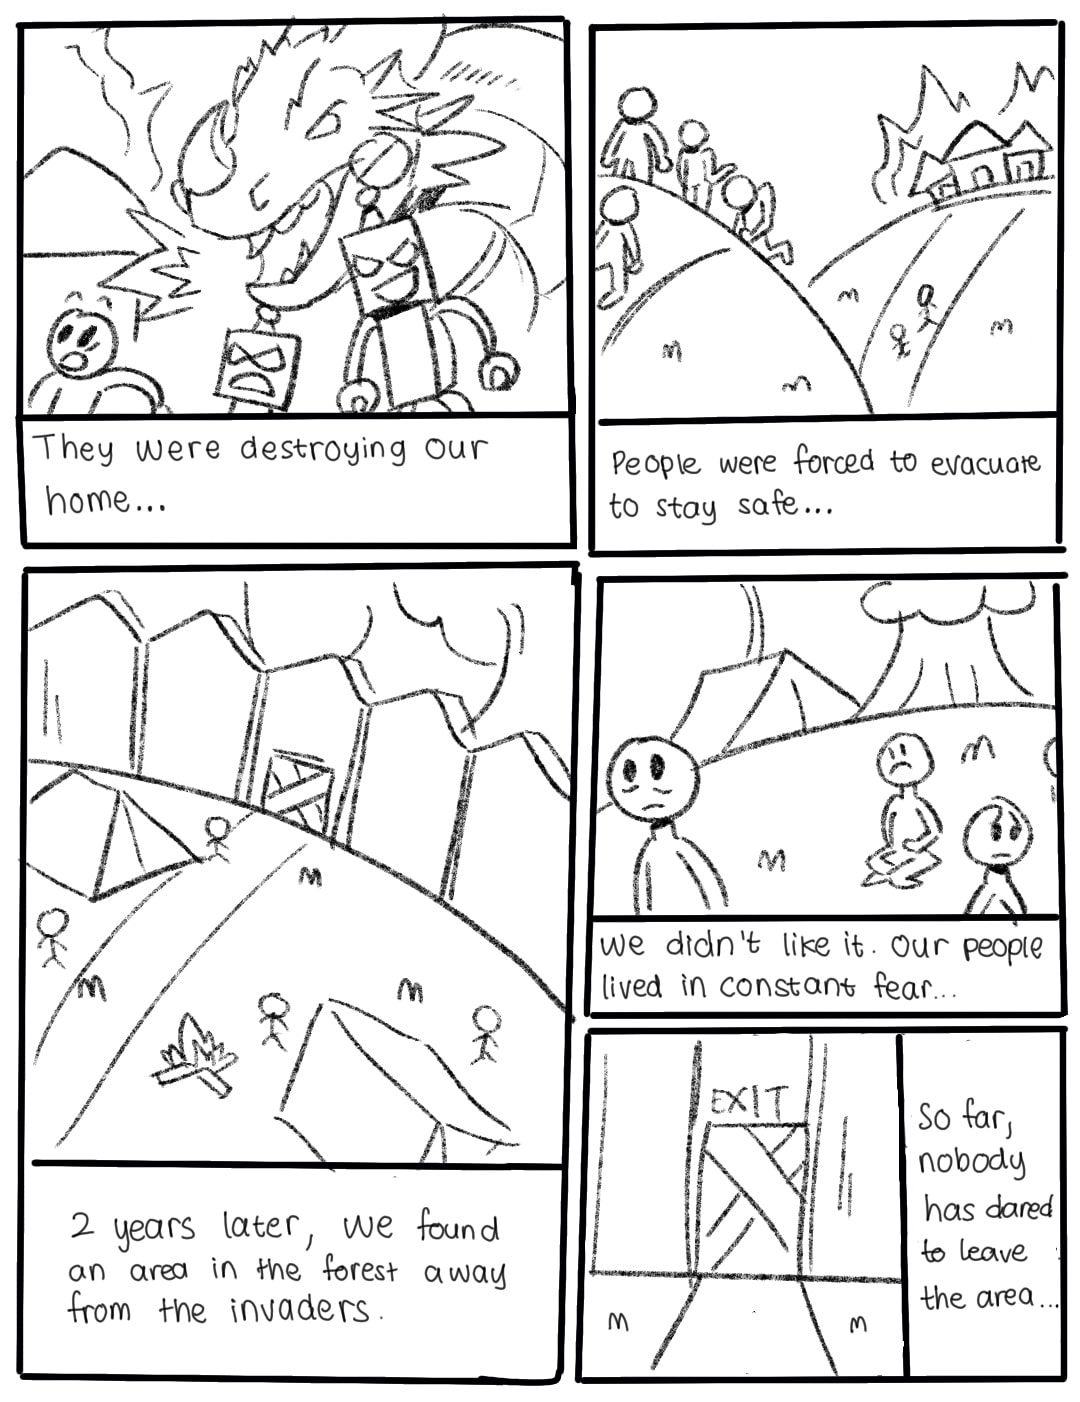 They were destroying our
home...
People were forced to evacuate
to stay safe...
2 years later, we found
an area in the forest away
from the invaders.
We didn't like it. Our people
lived in constant fear...
EXIT
So far,
nobody
has dared
to leave
the area...